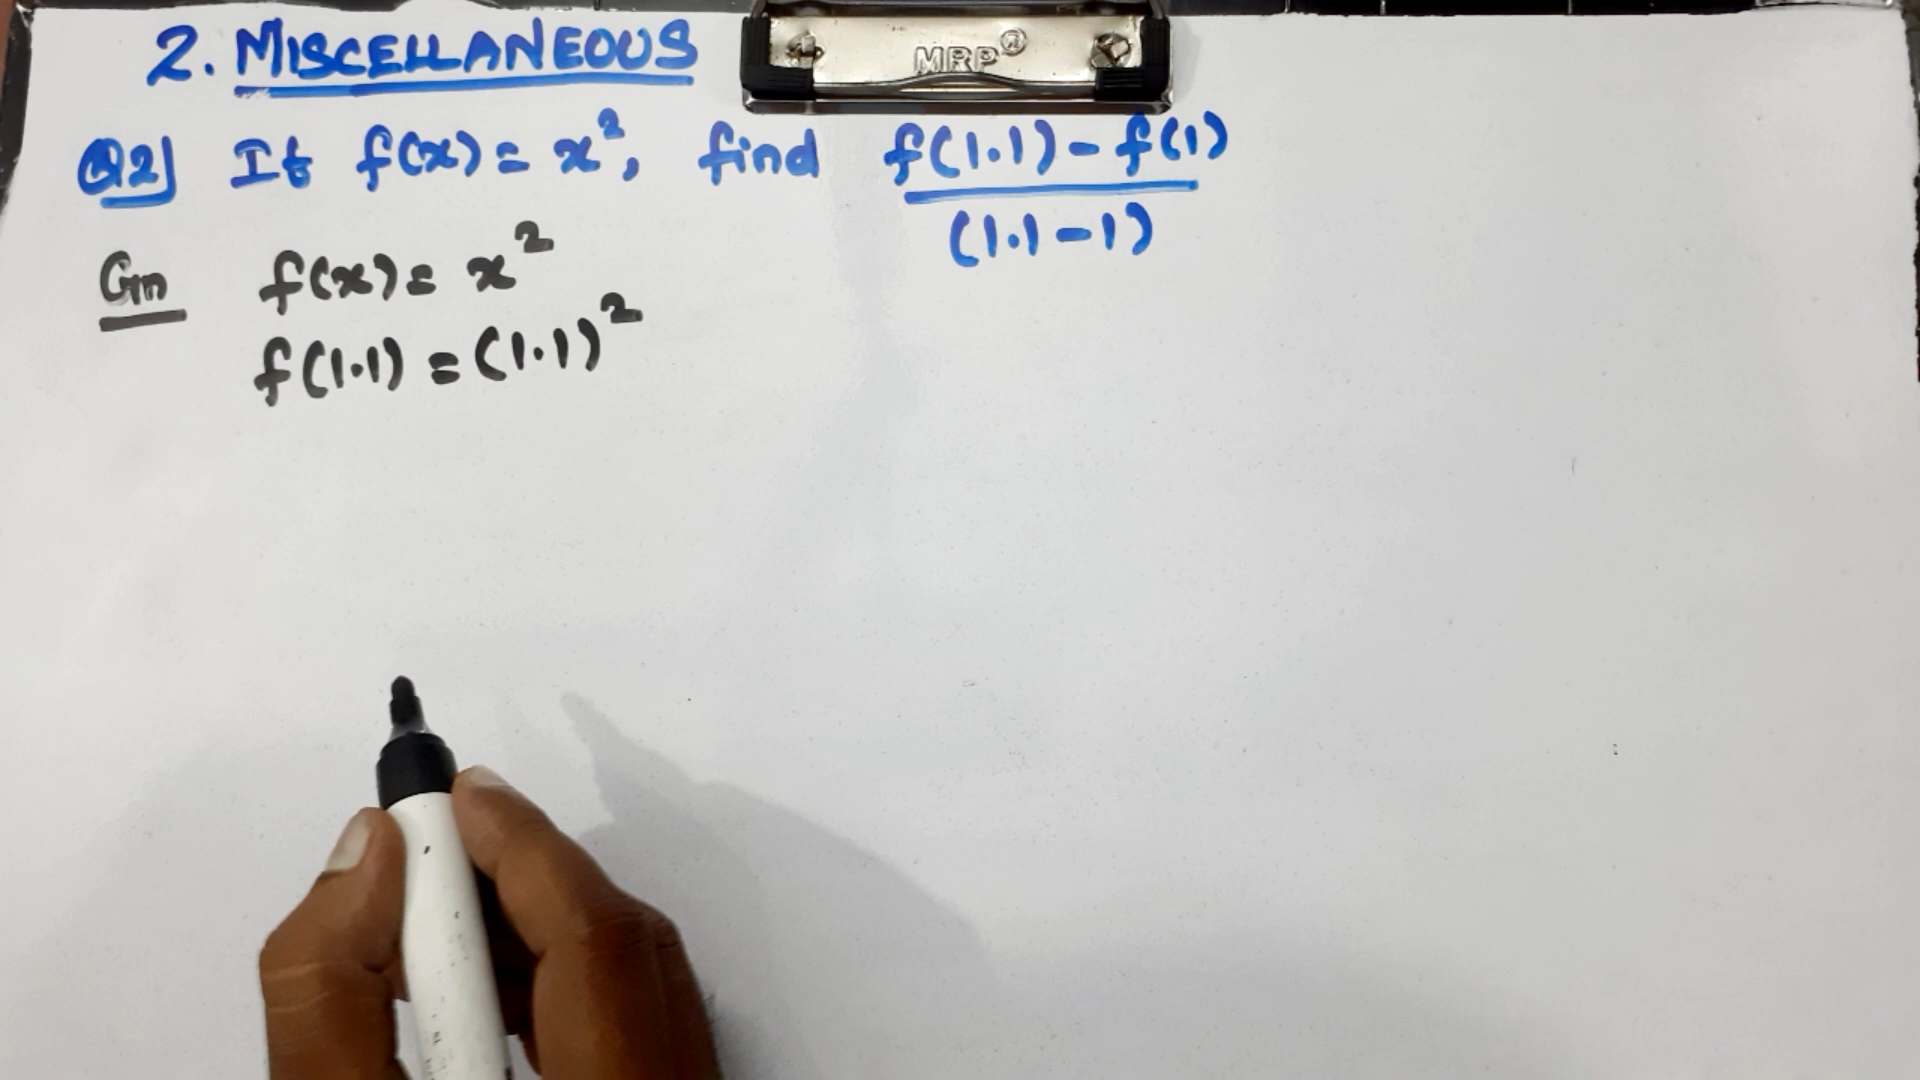 2. MISCELLANEOUS
MRP®
Q2] If f(x) = x², find f(1.1) - f(1)
(1.1 - 1)
Gm f(x) = x²
f(1.1) = (1.1)²